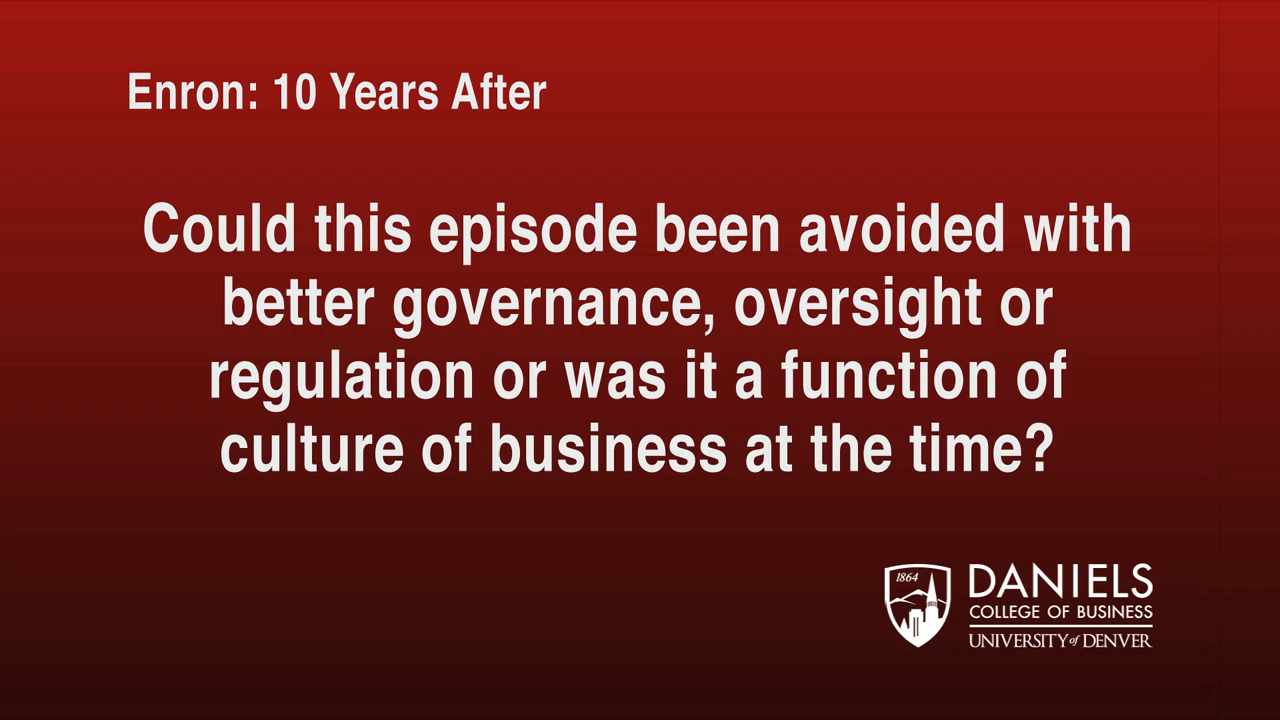 Enron: 10 Years After
Could this episode been avoided with
better governance, oversight or
regulation or was it a function of
culture of business at the time?
1864
DANIELS
COLLEGE OF BUSINESS
UNIVERSITY of DENVER